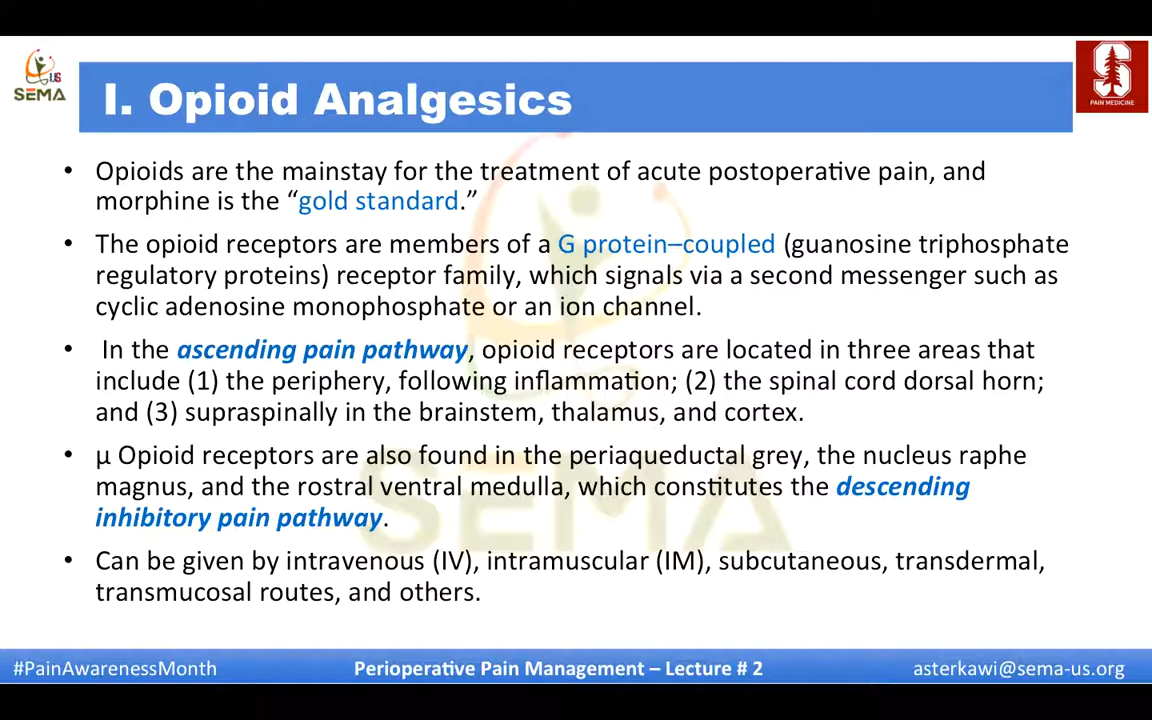 US
SEMA
I. Opioid Analgesics
S
PAIN MEDICINE
• Opioids are the mainstay for the treatment of acute postoperative pain, and
morphine is the “gold standard.”
• The opioid receptors are members of a G protein–coupled (guanosine triphosphate
regulatory proteins) receptor family, which signals via a second messenger such as
cyclic adenosine monophosphate or an ion channel.
• In the ascending pain pathway, opioid receptors are located in three areas that
include (1) the periphery, following inflammation; (2) the spinal cord dorsal horn;
and (3) supraspinally in the brainstem, thalamus, and cortex.
• µ Opioid receptors are also found in the periaqueductal grey, the nucleus raphe
magnus, and the rostral ventral medulla, which constitutes the descending
inhibitory pain pathway.
SEMA
• Can be given by intravenous (IV), intramuscular (IM), subcutaneous, transdermal,
transmucosal routes, and others.
#PainAwarenessMonth
Perioperative Pain Management – Lecture # 2
asterkawi@sema-us.org